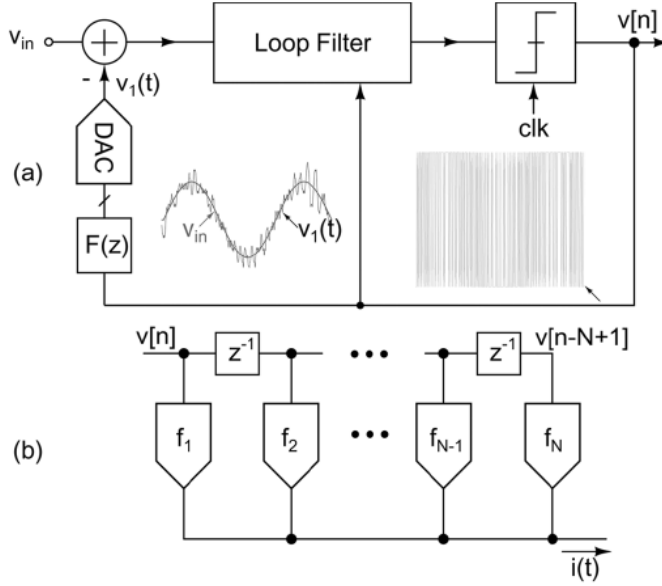 v_in
+
-
v_1(t)
Loop Filter
v[n]
clk
DAC
(a)
F(z)
v_in
v_1(t)
v[n]
z^-1
...
z^-1
v[n-N+1]
(b)
f_1
f_2
...
f_N-1
f_N
i(t)